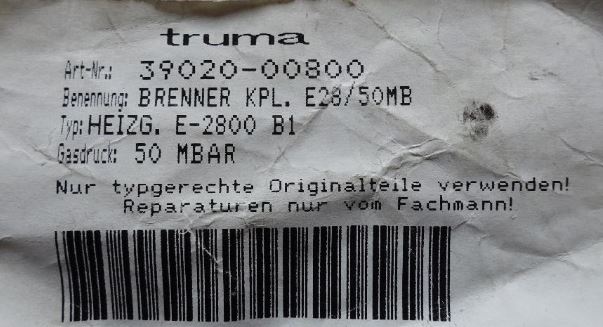 truma
Art-Nr.: 39020-00800
Benennung: BRENNER KPL. E28/50MB
Typ: HEIZG. E-2800 B1
Gasdruck: 50 MBAR
Nur typgerechte Originalteile verwenden!
Reparaturen nur vom Fachmann!